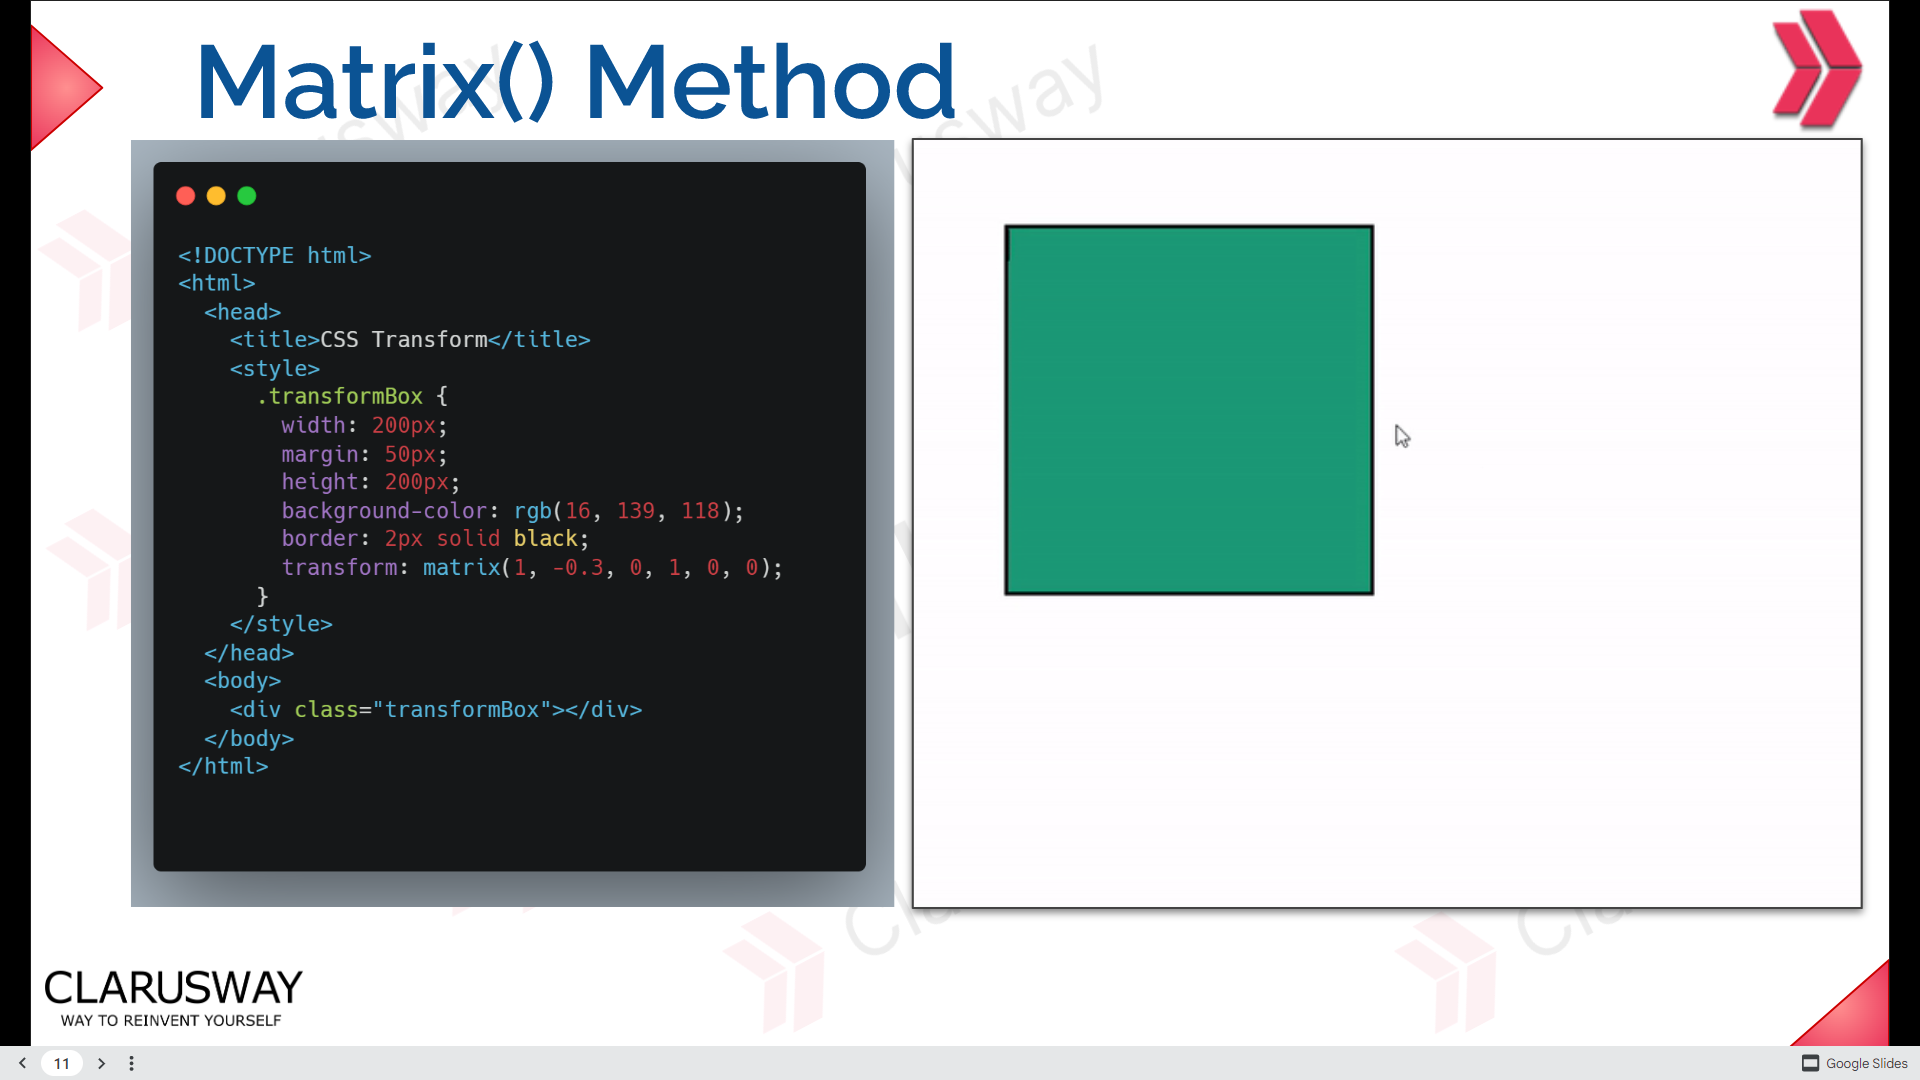 Matrix() Method
<!DOCTYPE html>
<html>
<head>
<title>CSS Transform</title>
<style>
.transformBox {
width: 200px;
margin: 50px;
height: 200px;
background-color: rgb(16, 139, 118);
border: 2px solid black;
transform: matrix(1, -0.3, 0, 1, 0, 0);
}
</style>
</head>
<body>
<div class="transformBox"></div>
</body>
</html>
CLARUSWAY
WAY TO REINVENT YOURSELF
11
Google Slides